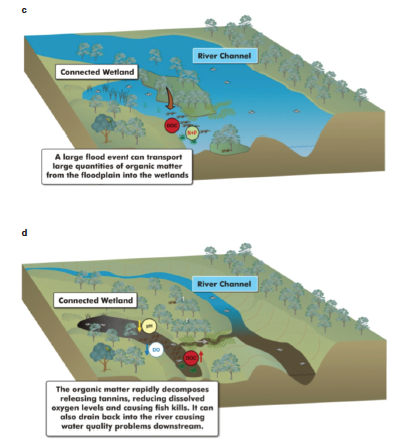 c
River Channel
Connected Wetland
DOC
A large flood event can transport
large quantities of organic matter
from the floodplain into the wetlands
d
River Channel
Connected Wetland
pH
DO
DOC
The organic matter rapidly decomposes
releasing tannins, reducing dissolved
oxygen levels and causing fish kills. It can
also drain back into the river causing
water quality problems downstream.